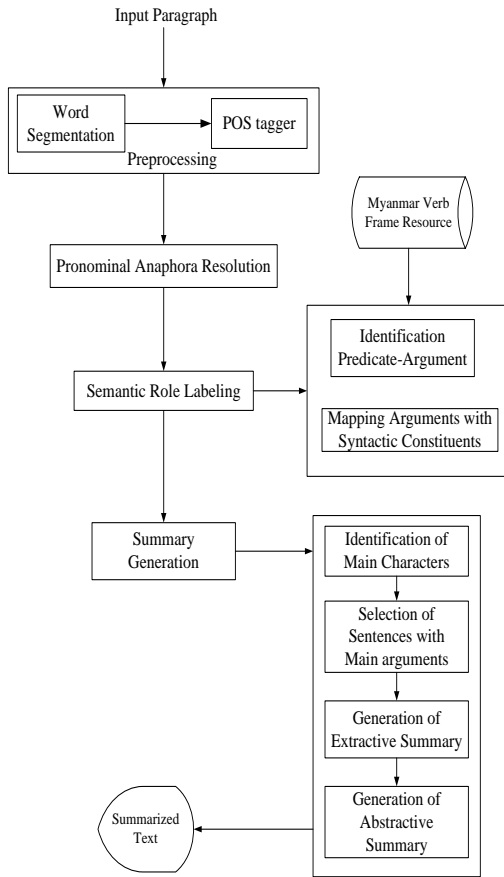 Input Paragraph
Word
Segmentation
POS tagger
Preprocessing
Myanmar Verb
Frame Resource
Pronominal Anaphora Resolution
Identification
Predicate-Argument
Semantic Role Labeling
Mapping Arguments with
Syntactic Constituents
Summary
Generation
Identification of
Main Characters
Selection of
Sentences with
Main arguments
Generation of
Extractive Summary
Generation of
Abstractive
Summary
Summarized
Text